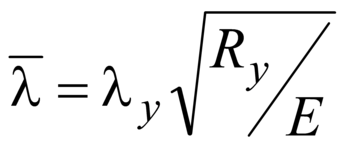 λ̅ = λ_y √(R_y / E)